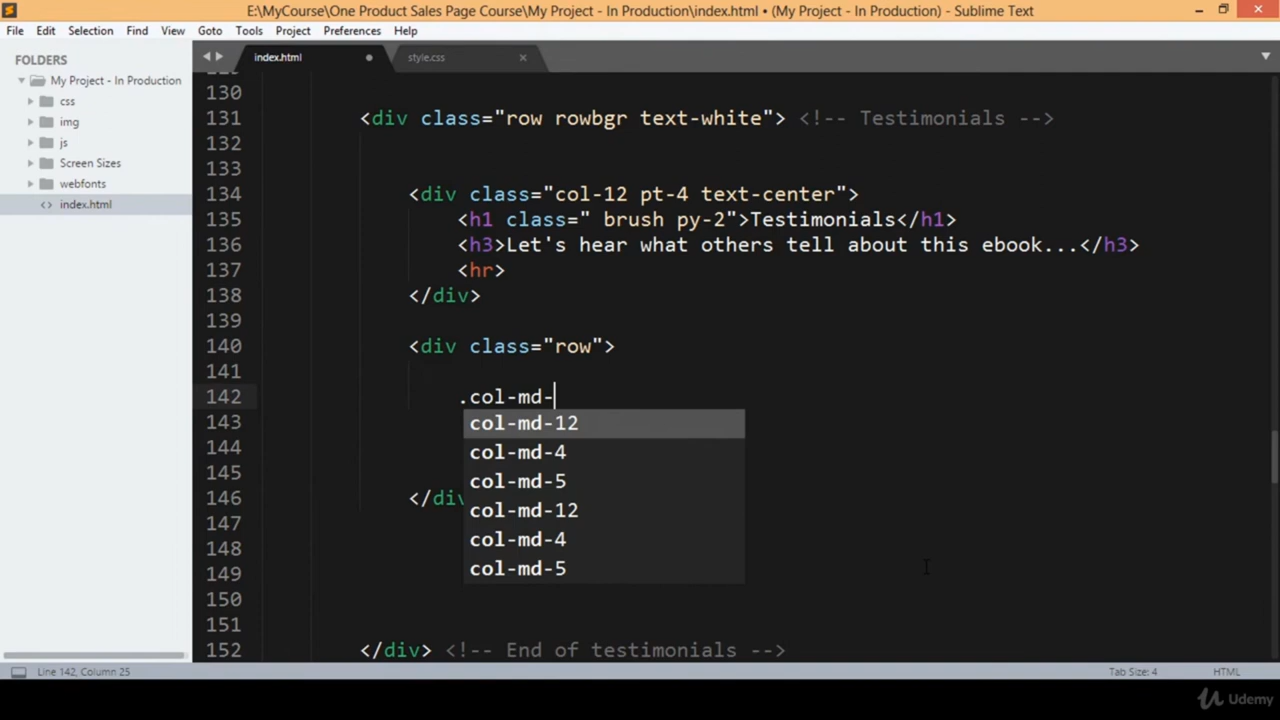 E:\MyCourse\One Product Sales Page Course\My Project - In Production\index.html • (My Project - In Production) - Sublime Text
File Edit Selection Find View Goto Tools Project Preferences Help
FOLDERS
My Project - In Production
css
img
js
Screen Sizes
webfonts
<> index.html
index.html
style.css ×
130
131 <div class="row rowbgr text-white"> <!-- Testimonials -->
132
133
134 <div class="col-12 pt-4 text-center">
135 <h1 class=" brush py-2">Testimonials</h1>
136 <h3>Let's hear what others tell about this ebook...</h3>
137 <hr>
138 </div>
139
140 <div class="row">
141
142 .col-md-
143
144
145
146 </div
147
148
149
150
151
152 </div> <!-- End of testimonials -->
col-md-12
col-md-4
col-md-5
col-md-12
col-md-4
col-md-5
Line 142, Column 25
Tab Size: 4
HTML
Udemy